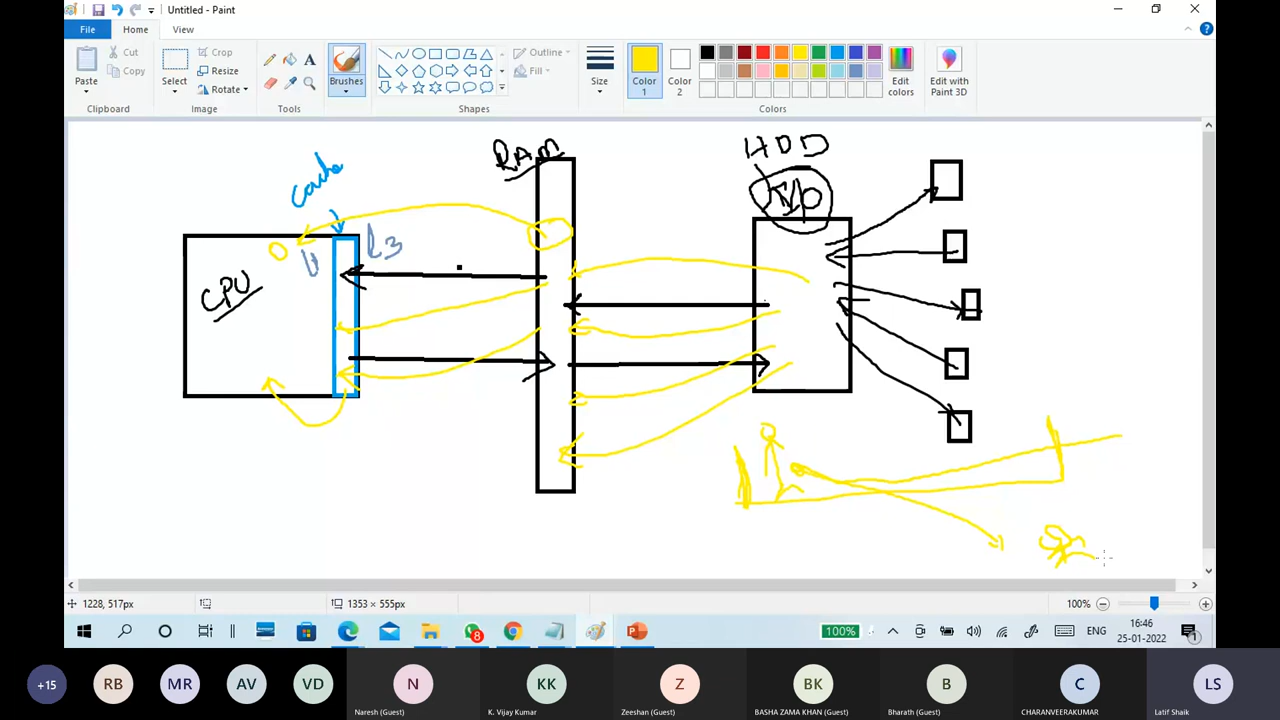 Untitled - Paint
File
Home
View
Paste
Cut
Copy
Clipboard
Select
Crop
Resize
Rotate
Image
A
Tools
Brushes
Outline
Fill
Shapes
Size
Color
1
Color
2
Edit
colors
Edit with
Paint 3D
Colors
RAM
HDD
I/O
Cache
L3
CPU
1228, 517px
1353 × 555px
100%
8
100%
ENG
16:46
25-01-2022
1
+15
RB
MR
AV
VD
N
KK
Z
BK
B
C
LS
Naresh (Guest)
K. Vijay Kumar
Zeeshan (Guest)
BASHA ZAMA KHAN (Guest)
Bharath (Guest)
CHARANVEERAKUMAR
Latif Shaik